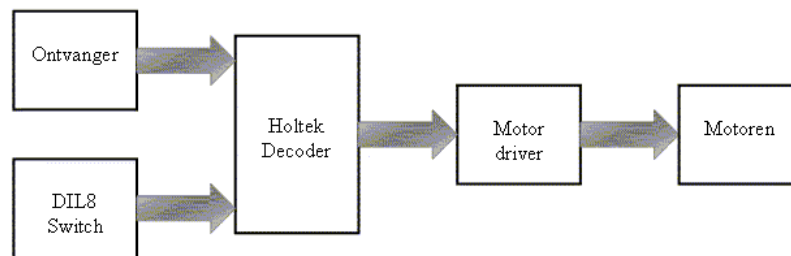 Ontvanger
DIL8
Switch
Holtek
Decoder
Motor
driver
Motoren